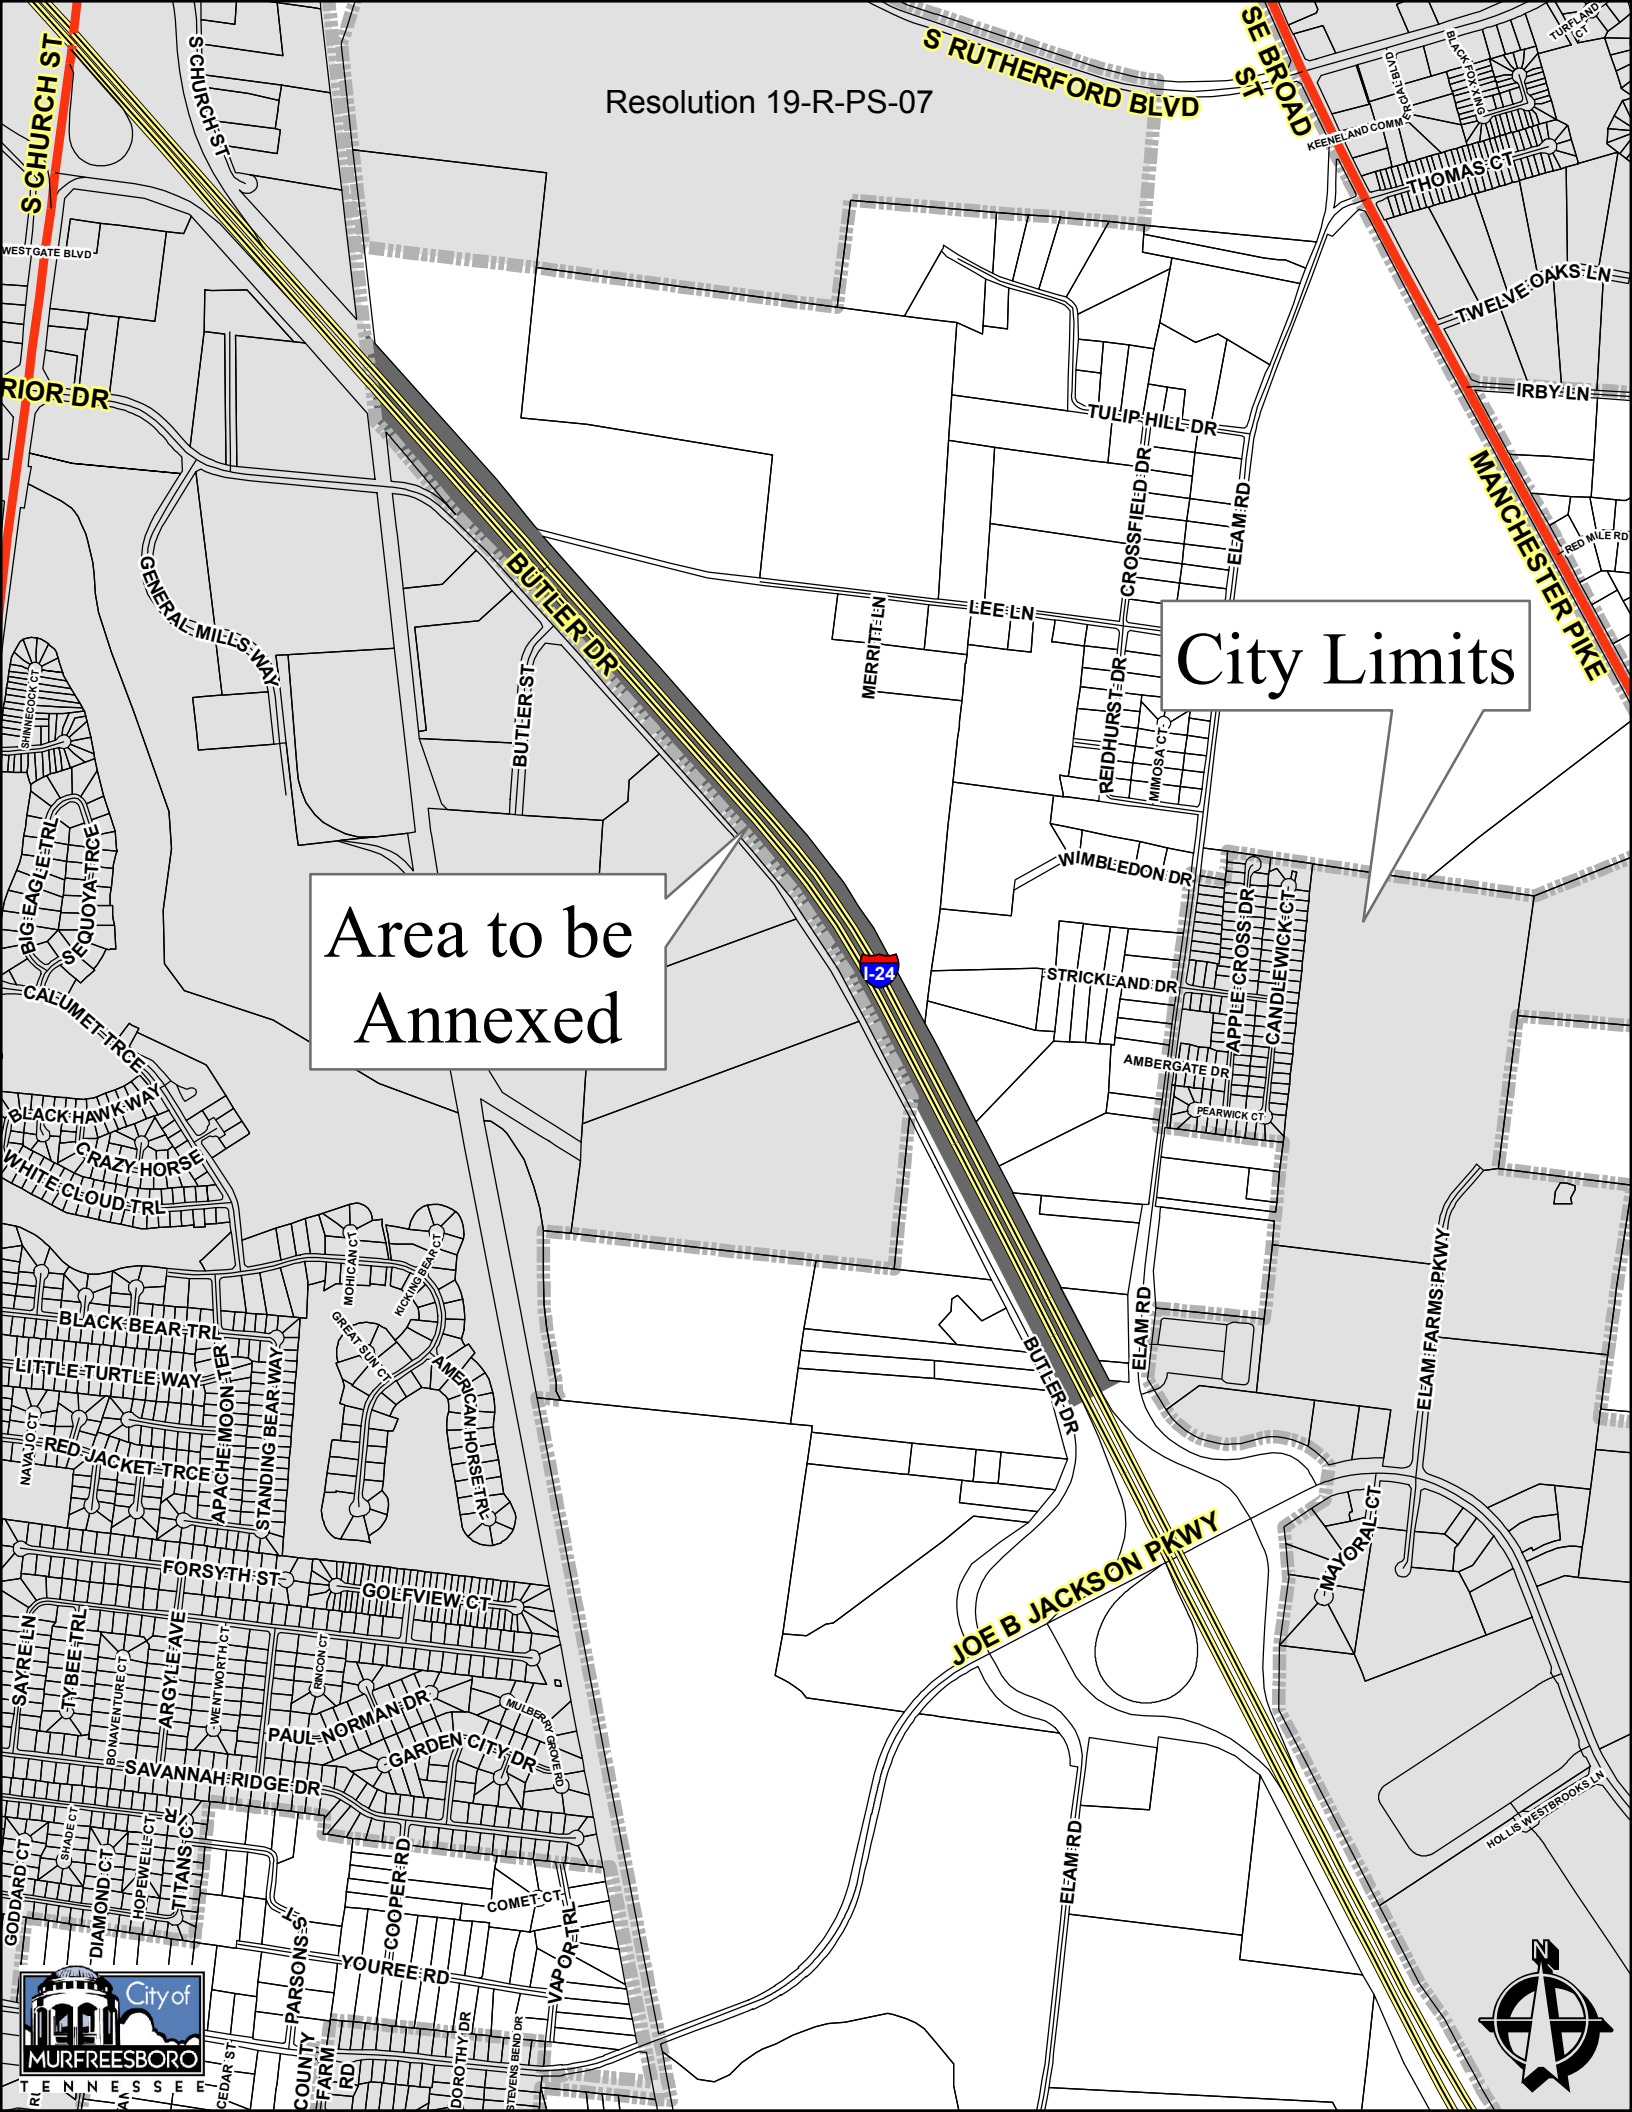 S CHURCH ST
S CHURCH ST
S RUTHERFORD BLVD
SE BROAD
ST
TURFLAND
CT
BLACK FOX XING
KEENELAND COMMERCIAL BLVD
Resolution 19-R-PS-07
THOMAS CT
WESTGATE BLVD
TWELVE OAKS LN
RIOR DR
IRBY LN
TULIP HILL DR
CROSSFIELD DR
ELAM RD
MANCHESTER PIKE
RED MILE RD
BUTLER DR
GENERAL MILLS WAY
LEE LN
MERRITT LN
City Limits
BUTLER ST
SHINNECOCK CT
REIDHURST DR
MIMOSA CT
BIG EAGLE TRL
SEQUOYA TRCE
WIMBLEDON DR
Area to be
Annexed
APPLE CROSS DR
CANDLEWICK CT
I-24
STRICKLAND DR
CALUMET TRCE
AMBERGATE DR
BLACK HAWK WAY
PEARWICK CT
CRAZY HORSE
WHITE CLOUD TRL
MOHICAN CT
KICKING BEAR CT
ELAM FARMS PKWY
ELAM RD
BLACK BEAR TRL
GREAT SUN CT
BUTLER DR
LITTLE TURTLE WAY
APACHE MOON TER
STANDING BEAR WAY
AMERICAN HORSE TRL
NAVAJO CT
RED JACKET TRCE
MAYORAL CT
JOE B JACKSON PKWY
FORSYTH ST
GOLFVIEW CT
SAYRE LN
TYBEE TRL
BONAVENTURE CT
ARGYLE AVE
WENTWORTH CT
RINCON CT
PAUL NORMAN DR
MULBERRY GROVE RD
GARDEN CITY DR
SAVANNAH RIDGE DR
HOLLIS WESTBROOKS LN
GODDARD CT
SHADE CT
DIAMOND CT
HOPEWELL CT
TITANS CIR
COOPER RD
COMET CT
ELAM RD
PARSONS ST
YOUREE RD
VAPOR TRL
N
City of
MURFREESBORO
TENNESSEE
CEDAR ST
COUNTY
FARM
RD
DOROTHY DR
STEVENS BEND DR